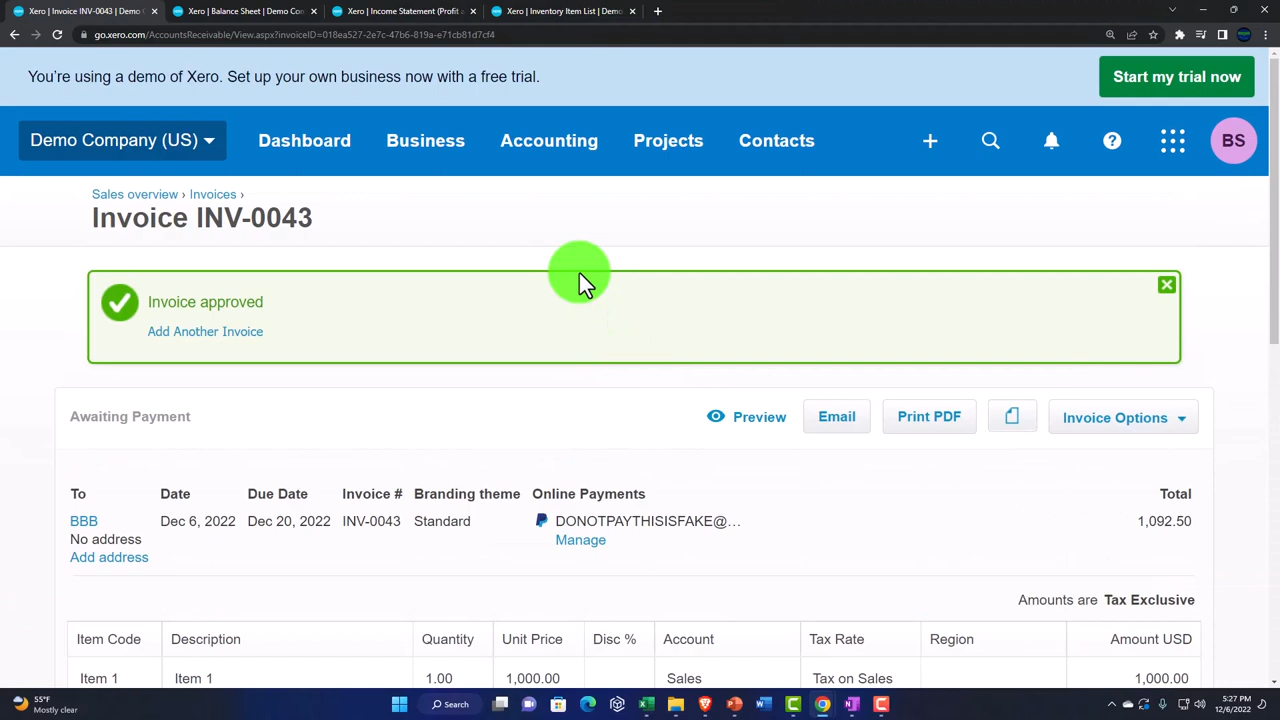 Xero | Invoice INV-0043 | Demo C
Xero | Balance Sheet | Demo Con
Xero | Income Statement (Profit a
Xero | Inventory Item List | Demo
go.xero.com/AccountsReceivable/View.aspx?invoiceID=018ea527-2e7c-47b6-819a-e71cb81d7cf4
You're using a demo of Xero. Set up your own business now with a free trial.
Start my trial now
Demo Company (US) Dashboard Business Accounting Projects Contacts BS
Sales overview › Invoices ›
Invoice INV-0043
Invoice approved
Add Another Invoice
Awaiting Payment Preview Email Print PDF Invoice Options
To Date Due Date Invoice # Branding theme Online Payments Total
BBB Dec 6, 2022 Dec 20, 2022 INV-0043 Standard DONOTPAYTHISISFAKE@... 1,092.50
No address Manage
Add address
Amounts are Tax Exclusive
Item Code Description Quantity Unit Price Disc % Account Tax Rate Region Amount USD
Item 1 Item 1 1.00 1,000.00 Sales Tax on Sales 1,000.00
55°F
Mostly clear
Search
5:27 PM
12/6/2022